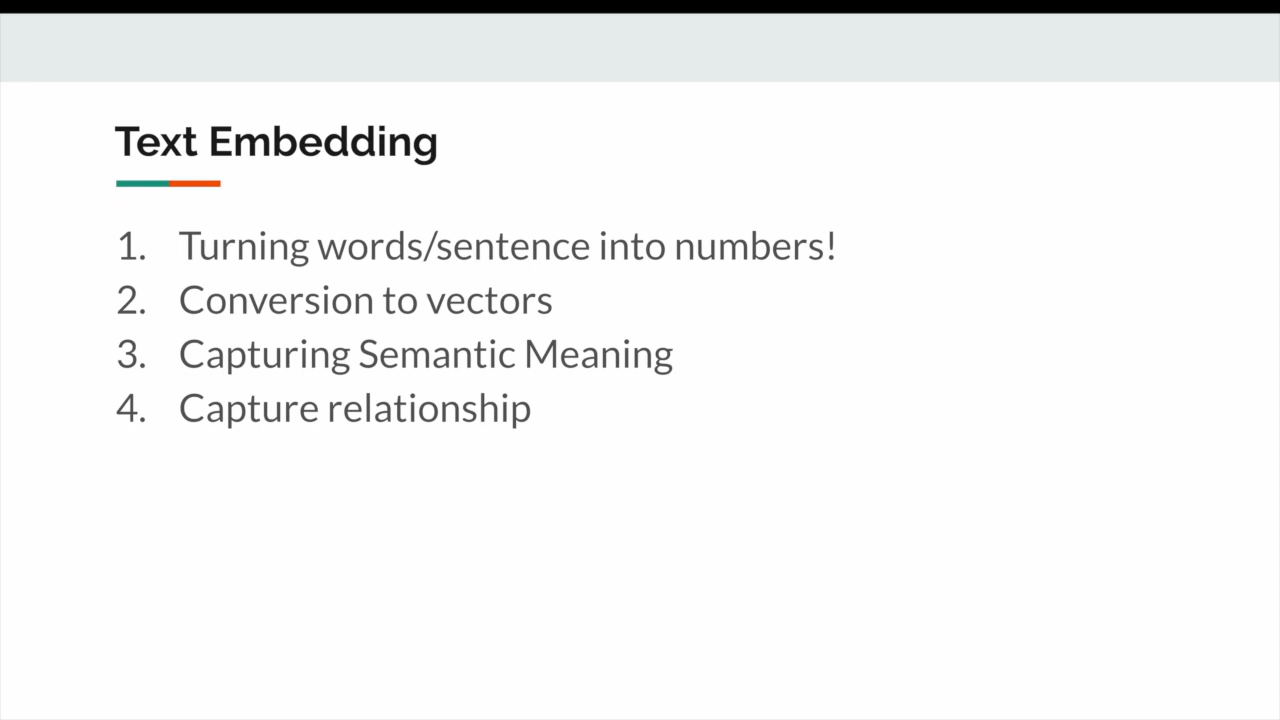 Text Embedding
1. Turning words/sentence into numbers!
2. Conversion to vectors
3. Capturing Semantic Meaning
4. Capture relationship